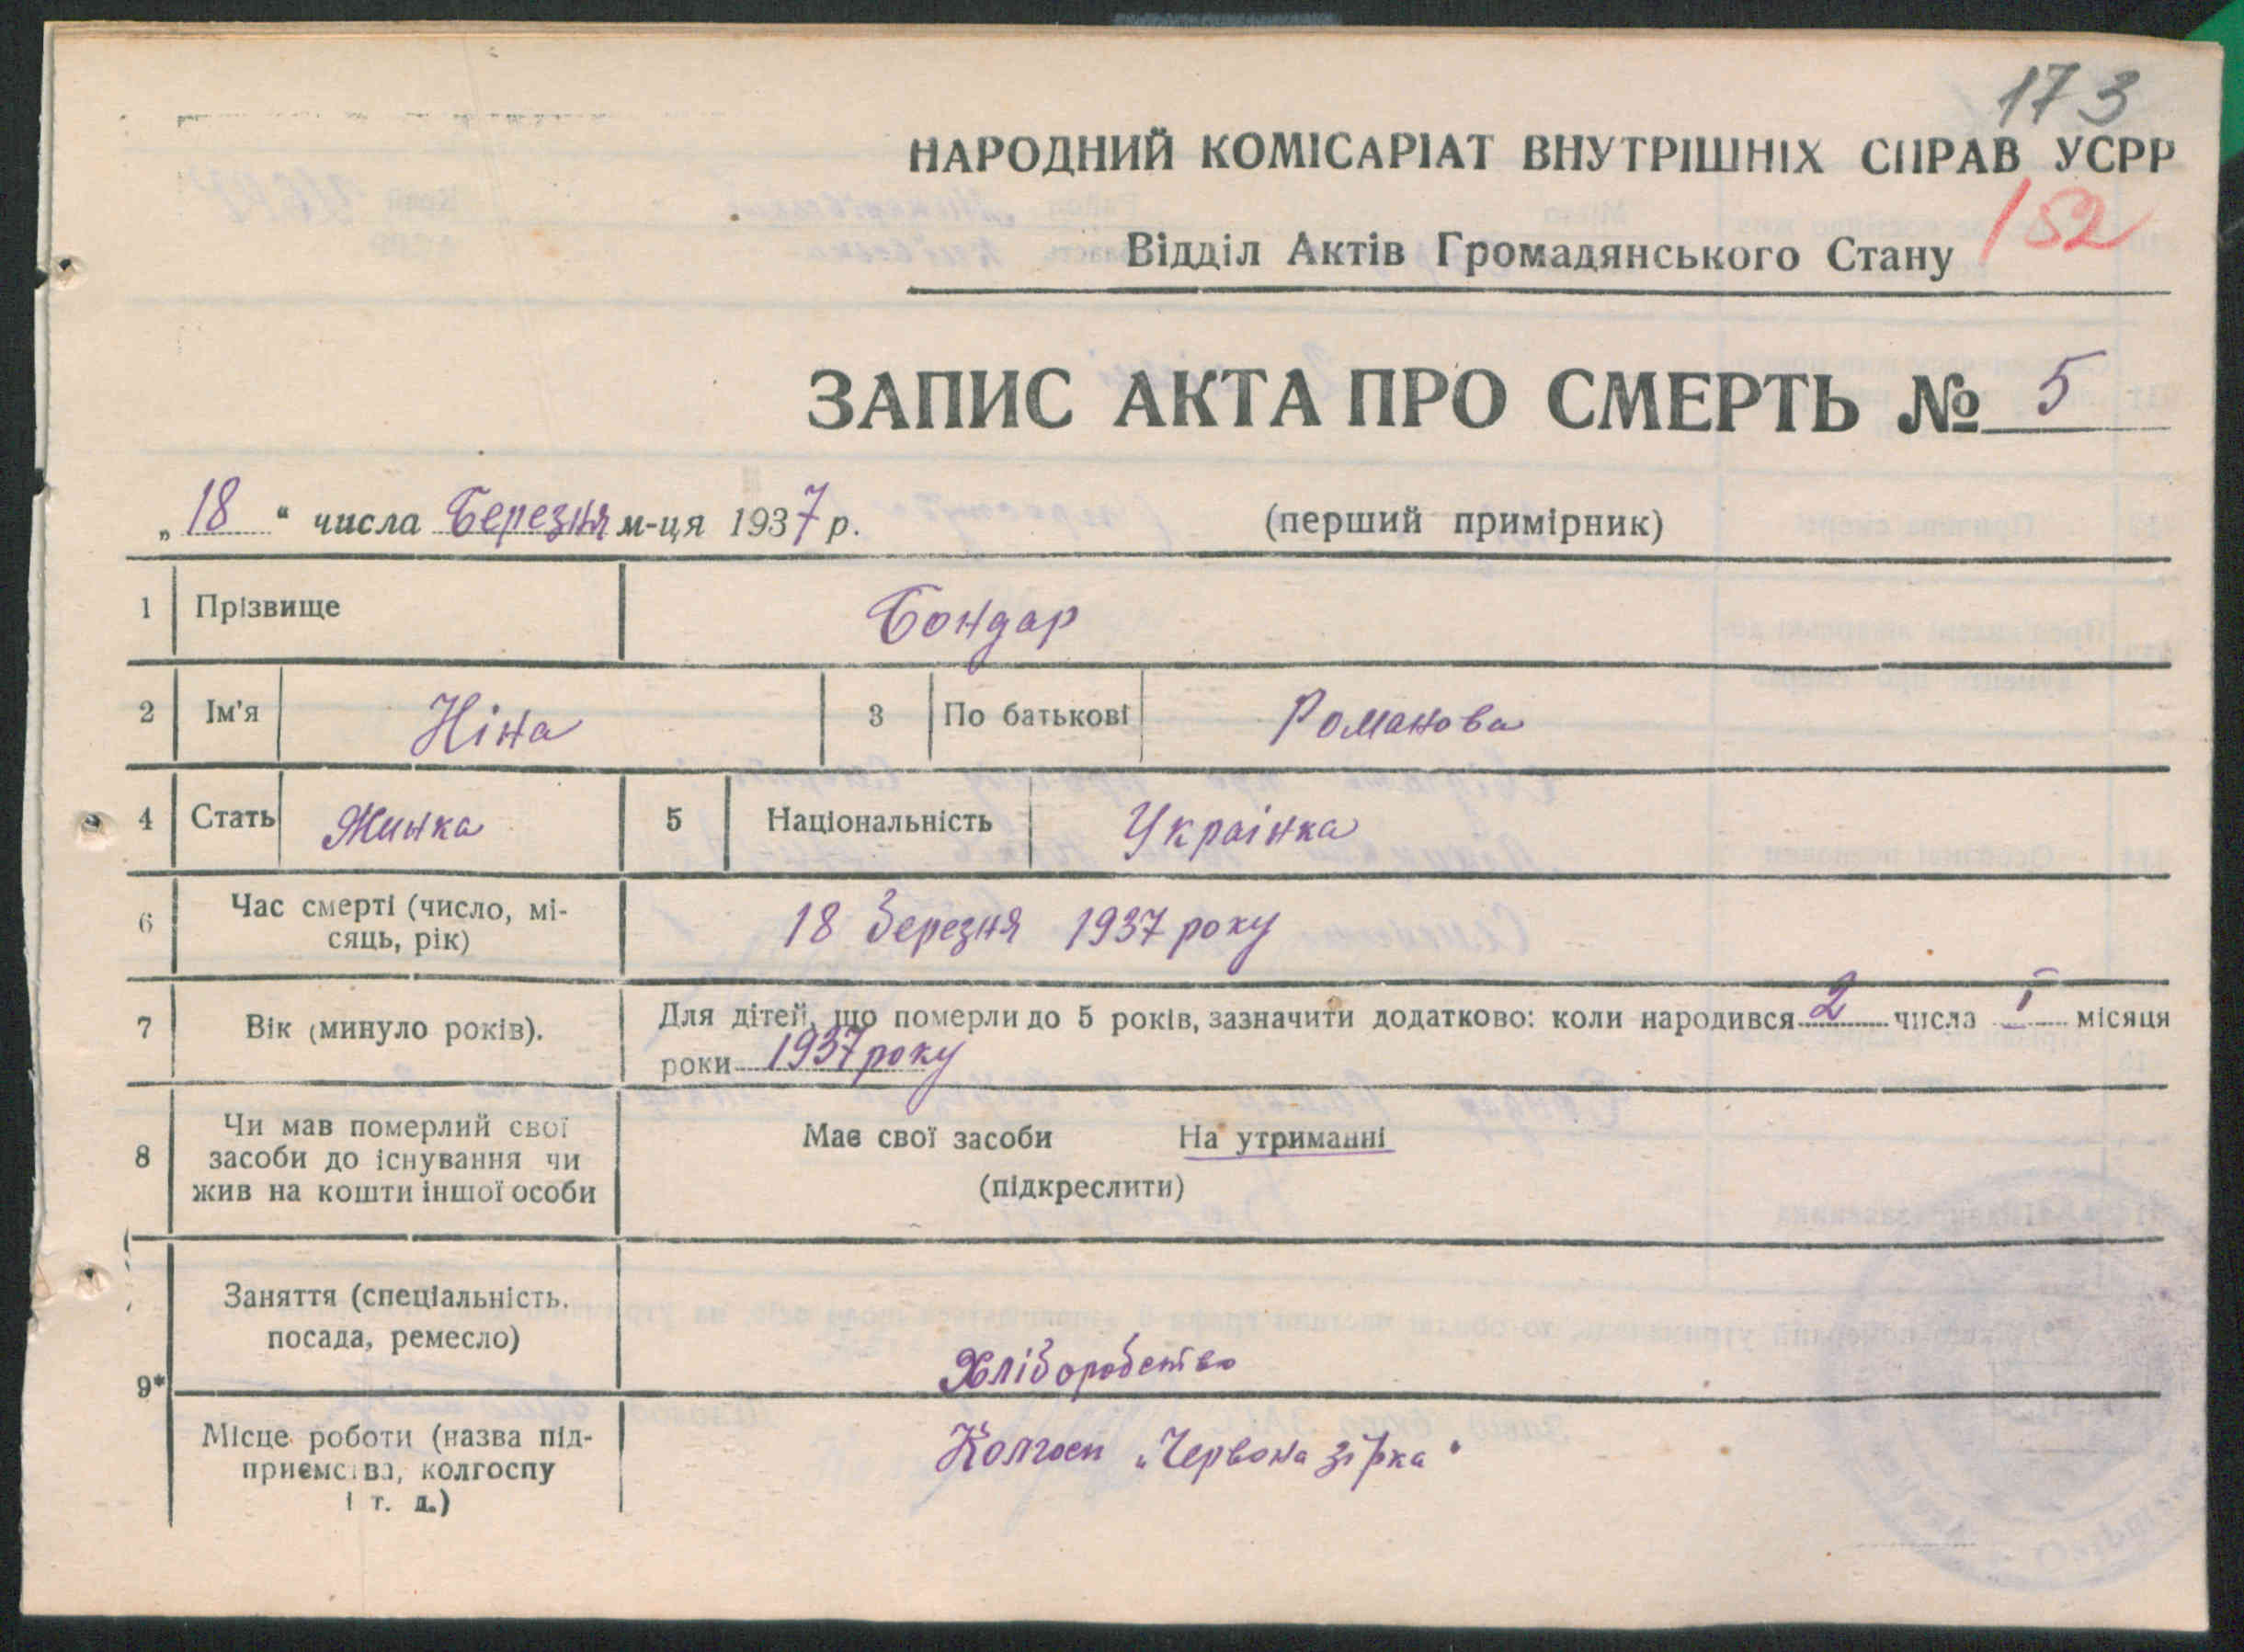 173
НАРОДНИЙ КОМІСАРІАТ ВНУТРІШНІХ СПРАВ УСРР
152
Відділ Актів Громадянського Стану
ЗАПИС АКТА ПРО СМЕРТЬ № 5
„18" числа Березня м-ця 1937 р. (перший примірник)
1 Прізвище Бондар
2 Ім'я Ніна 3 По батькові Романова
4 Стать Жинка 5 Національність Украінка
6 Час смерті (число, мі-
сяць, рік) 18 Березня 1937 року
7 Вік (минуло років). Для дітей, що померли до 5 років, зазначити додатково: коли народився 2 числа I місяця
роки 1937 року
8 Чи мав померлий свої
засоби до існування чи
жив на кошти іншої особи
Має свої засоби На утриманні
(підкреслити)
9* Заняття (спеціальність.
посада, ремесло) Хліборобство
Місце роботи (назва під-
приємства, колгоспу
і т. д.)
Колгосп „Червона зірка"